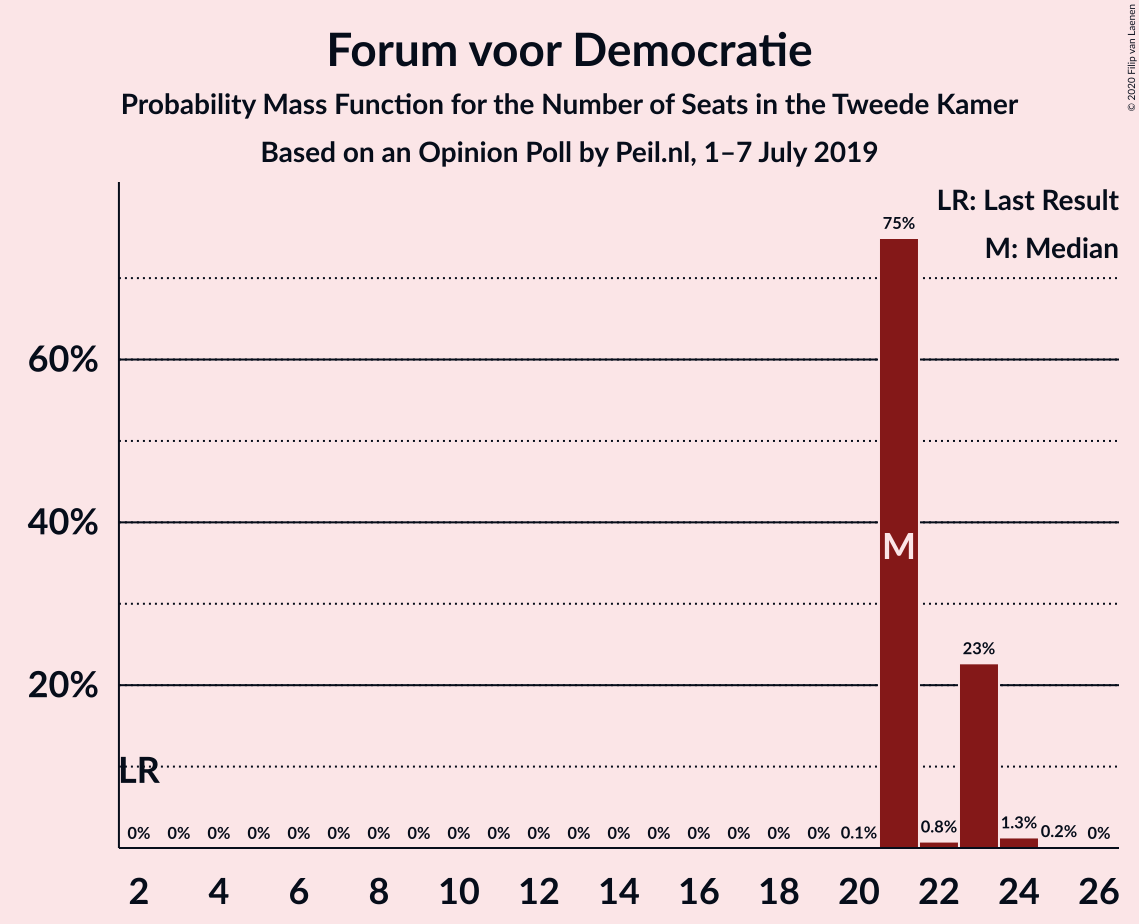 Forum voor Democratie
Probability Mass Function for the Number of Seats in the Tweede Kamer
Based on an Opinion Poll by Peil.nl, 1–7 July 2019
© 2020 Filip van Laenen
LR: Last Result
M: Median
75%
60%
40%
M
23%
20%
LR
0% 0% 0% 0% 0% 0% 0% 0% 0% 0% 0% 0% 0% 0% 0% 0% 0% 0% 0.1% 0.8% 1.3% 0.2% 0%
2 4 6 8 10 12 14 16 18 20 22 24 26